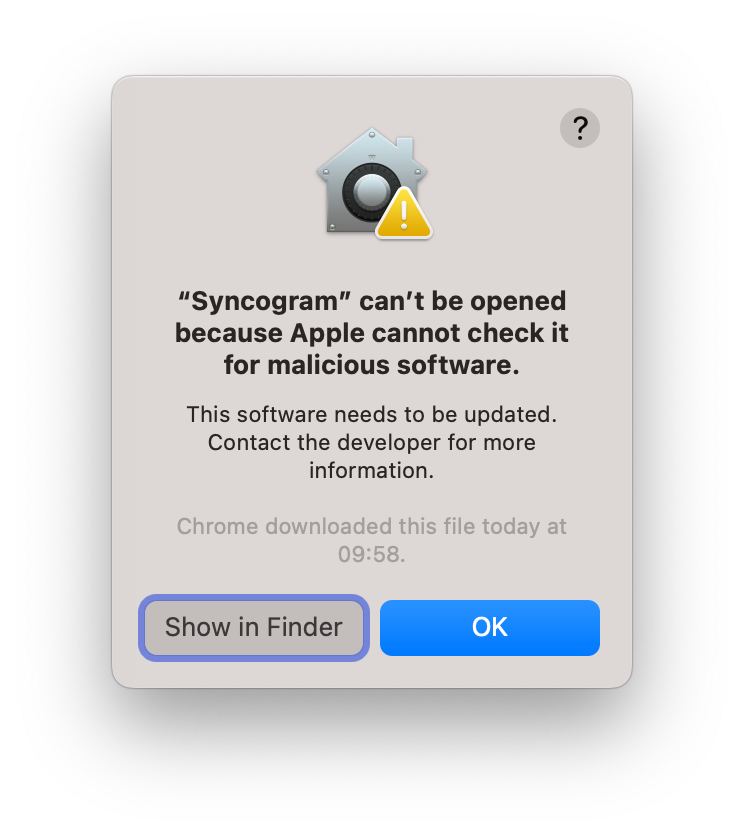 ?
“Syncogram” can’t be opened
because Apple cannot check it
for malicious software.
This software needs to be updated.
Contact the developer for more
information.
Chrome downloaded this file today at
09:58.
Show in Finder
OK